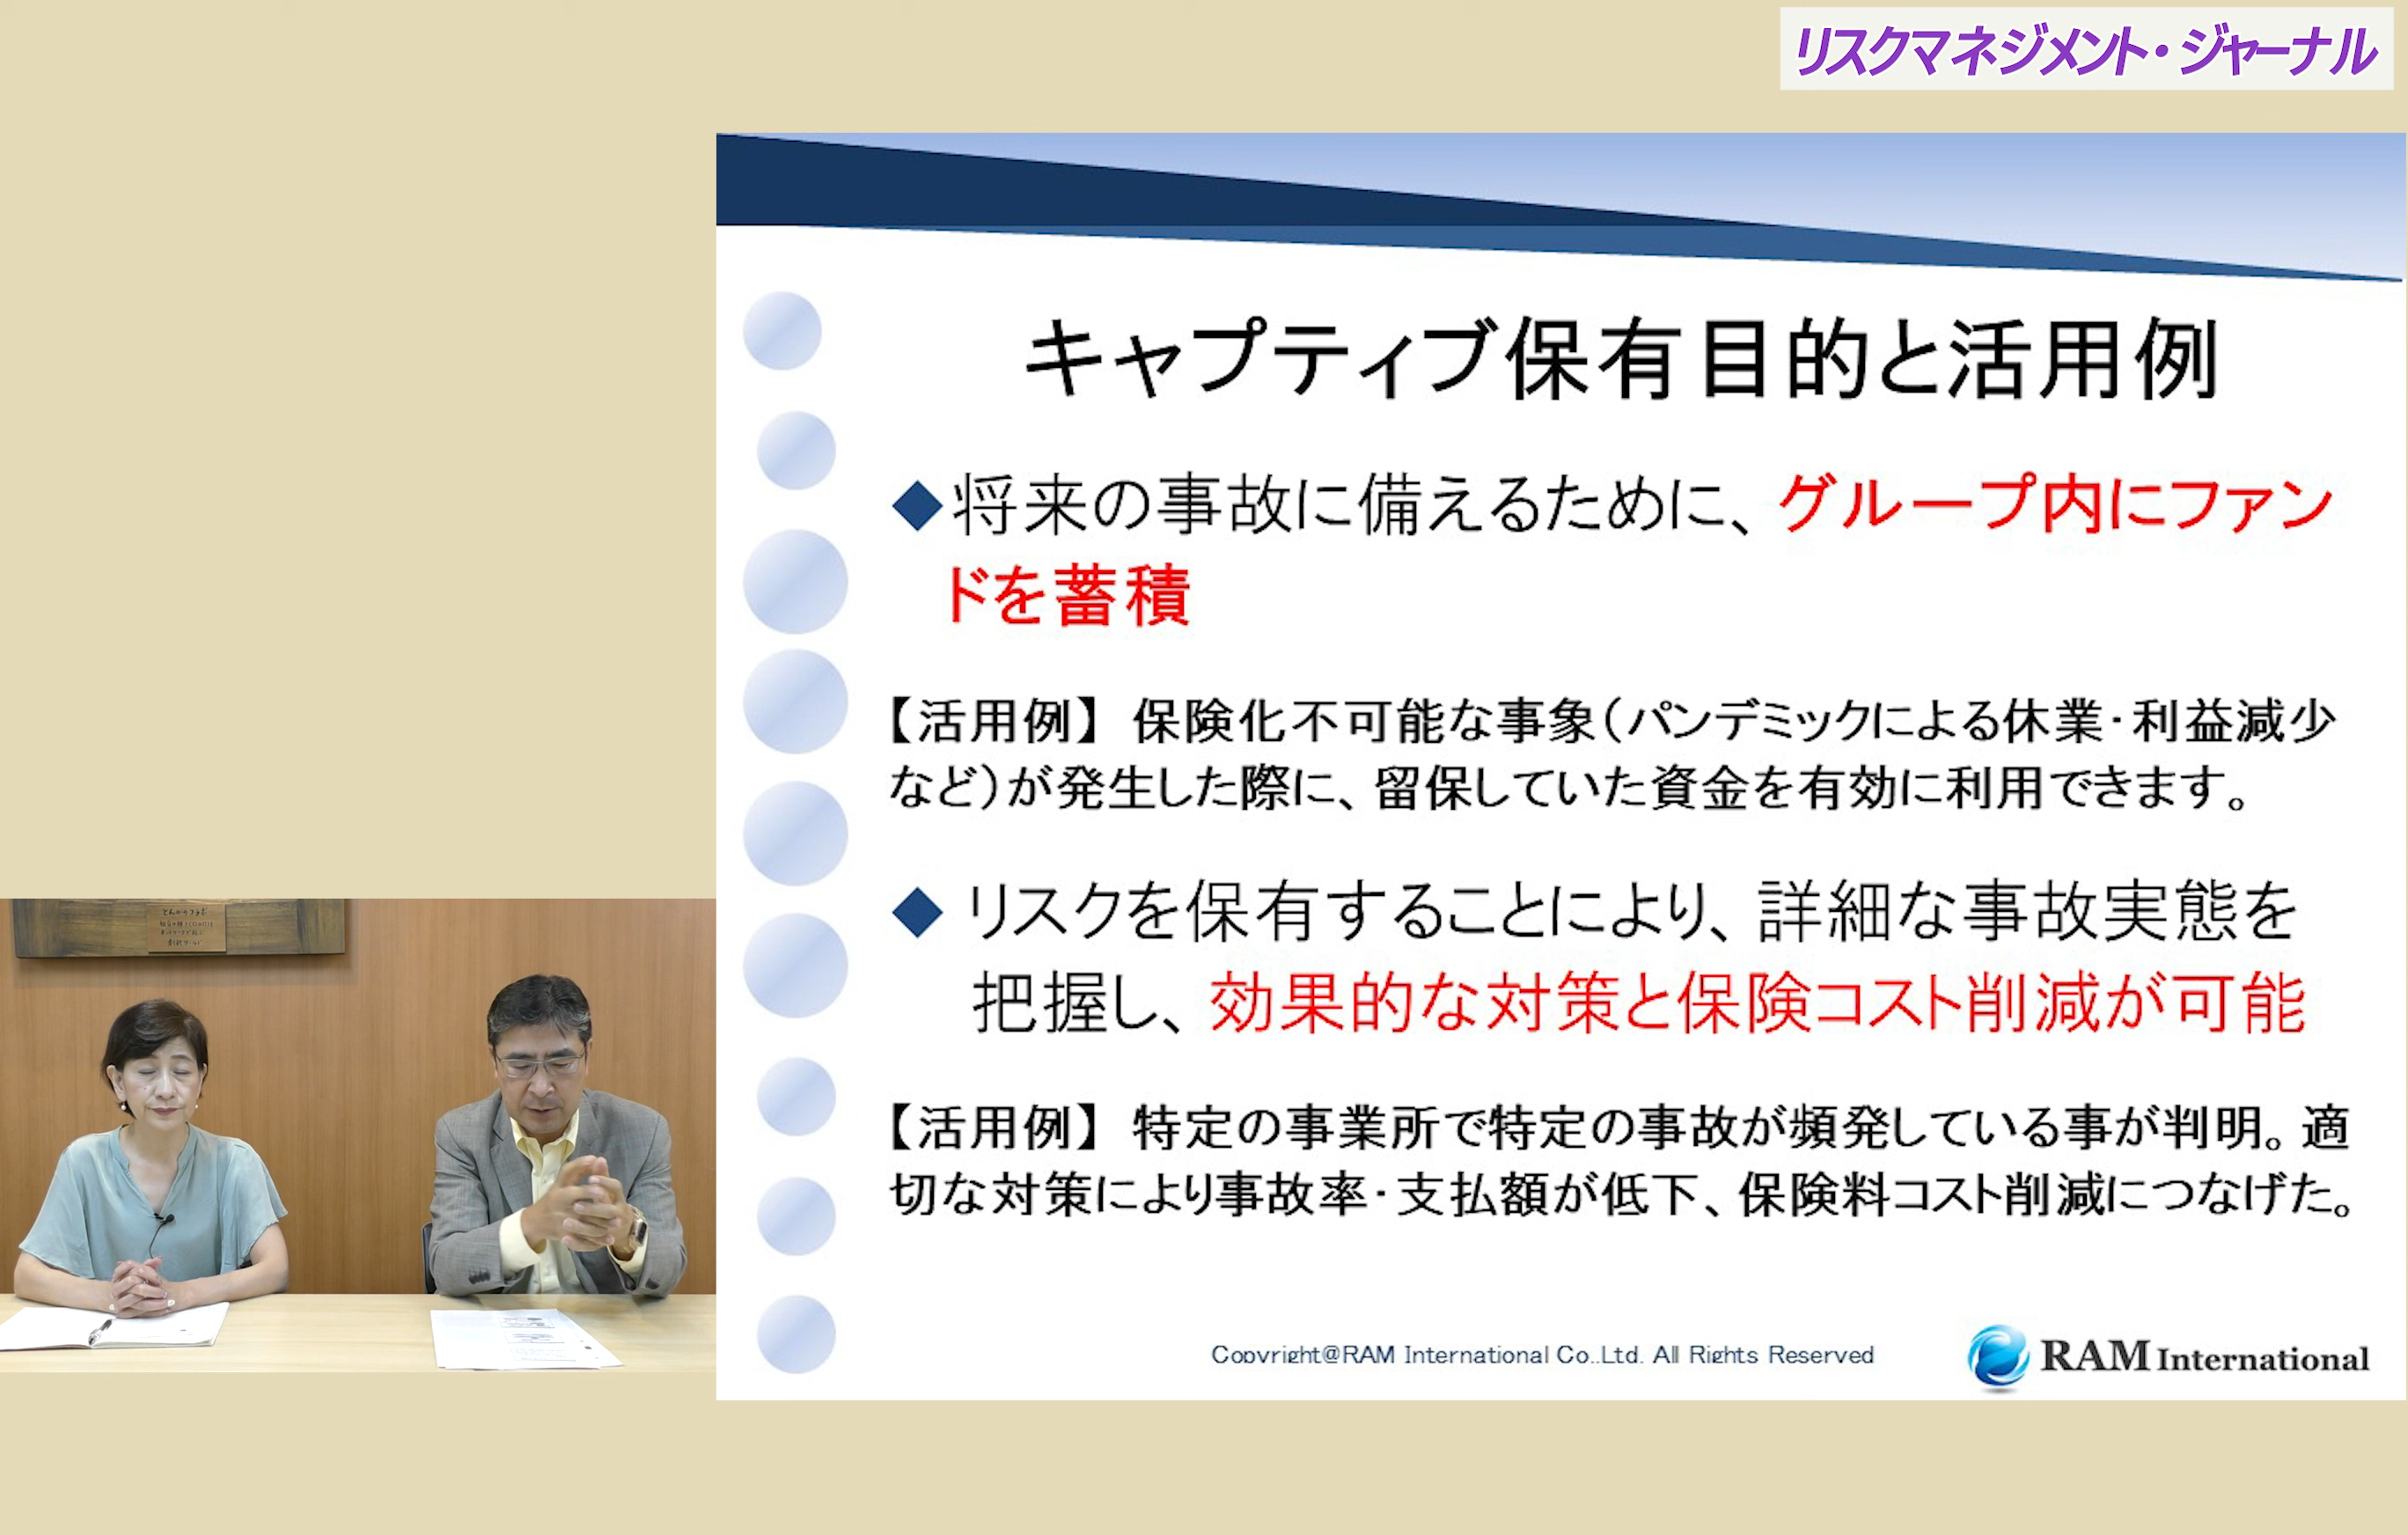 リスクマネジメント・ジャーナル
キャプティブ保有目的と活用例
◆将来の事故に備えるために、グループ内にファン
ドを蓄積
【活用例】 保険化不可能な事象（パンデミックによる休業・利益減少
など）が発生した際に、留保していた資金を有効に利用できます。
◆ リスクを保有することにより、詳細な事故実態を
把握し、効果的な対策と保険コスト削減が可能
【活用例】 特定の事業所で特定の事故が頻発している事が判明。適
切な対策により事故率・支払額が低下、保険料コスト削減につなげた。
Copyright@RAM International Co.,Ltd. All Rights Reserved
RAM International